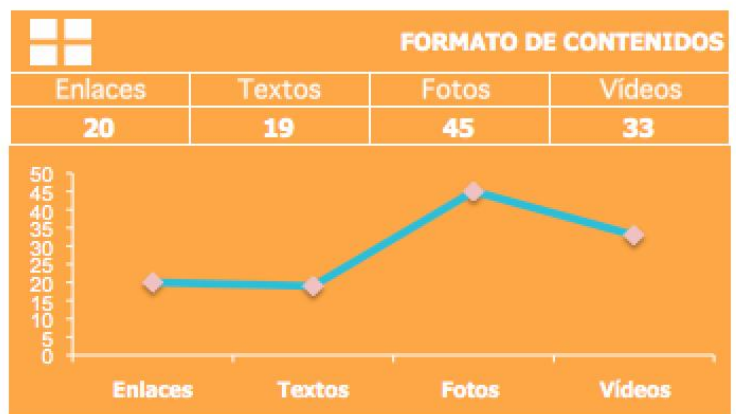 FORMATO DE CONTENIDOS
Enlaces Textos Fotos Vídeos
20 19 45 33
50
45
40
35
30
25
20
15
10
5
0
Enlaces Textos Fotos Vídeos